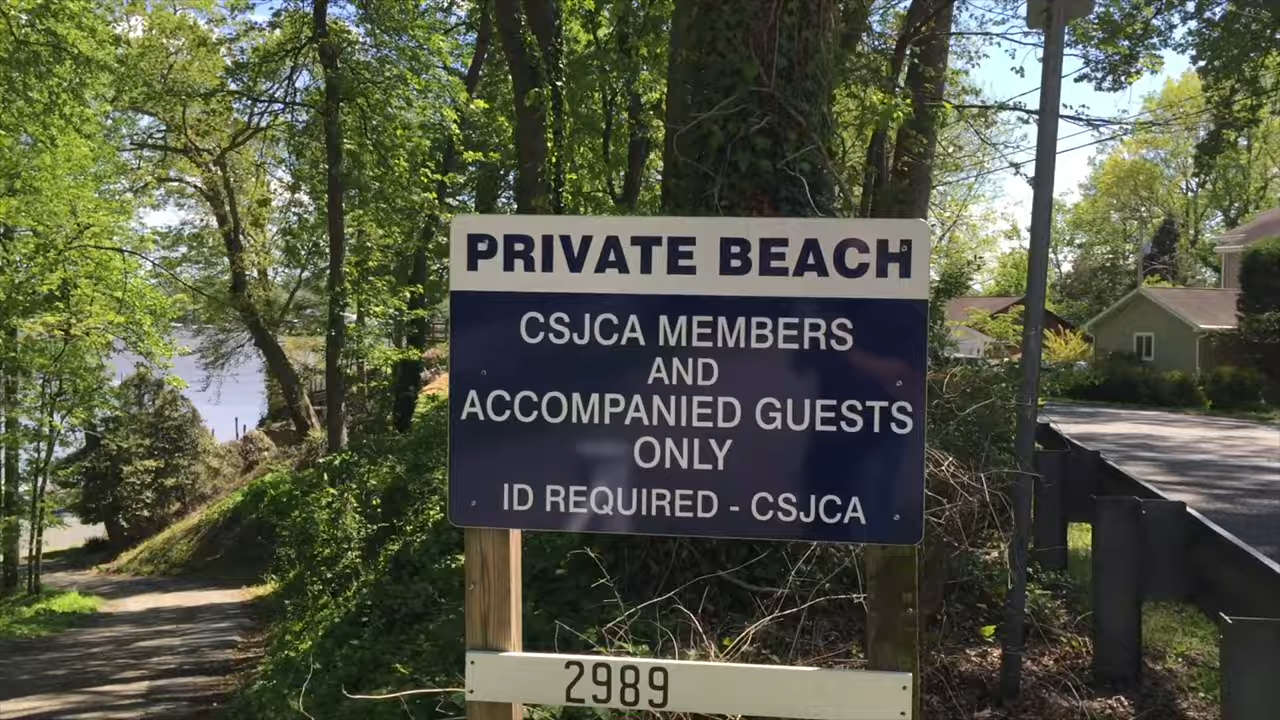 PRIVATE BEACH
CSJCA MEMBERS
AND
ACCOMPANIED GUESTS
ONLY
ID REQUIRED - CSJCA
2989